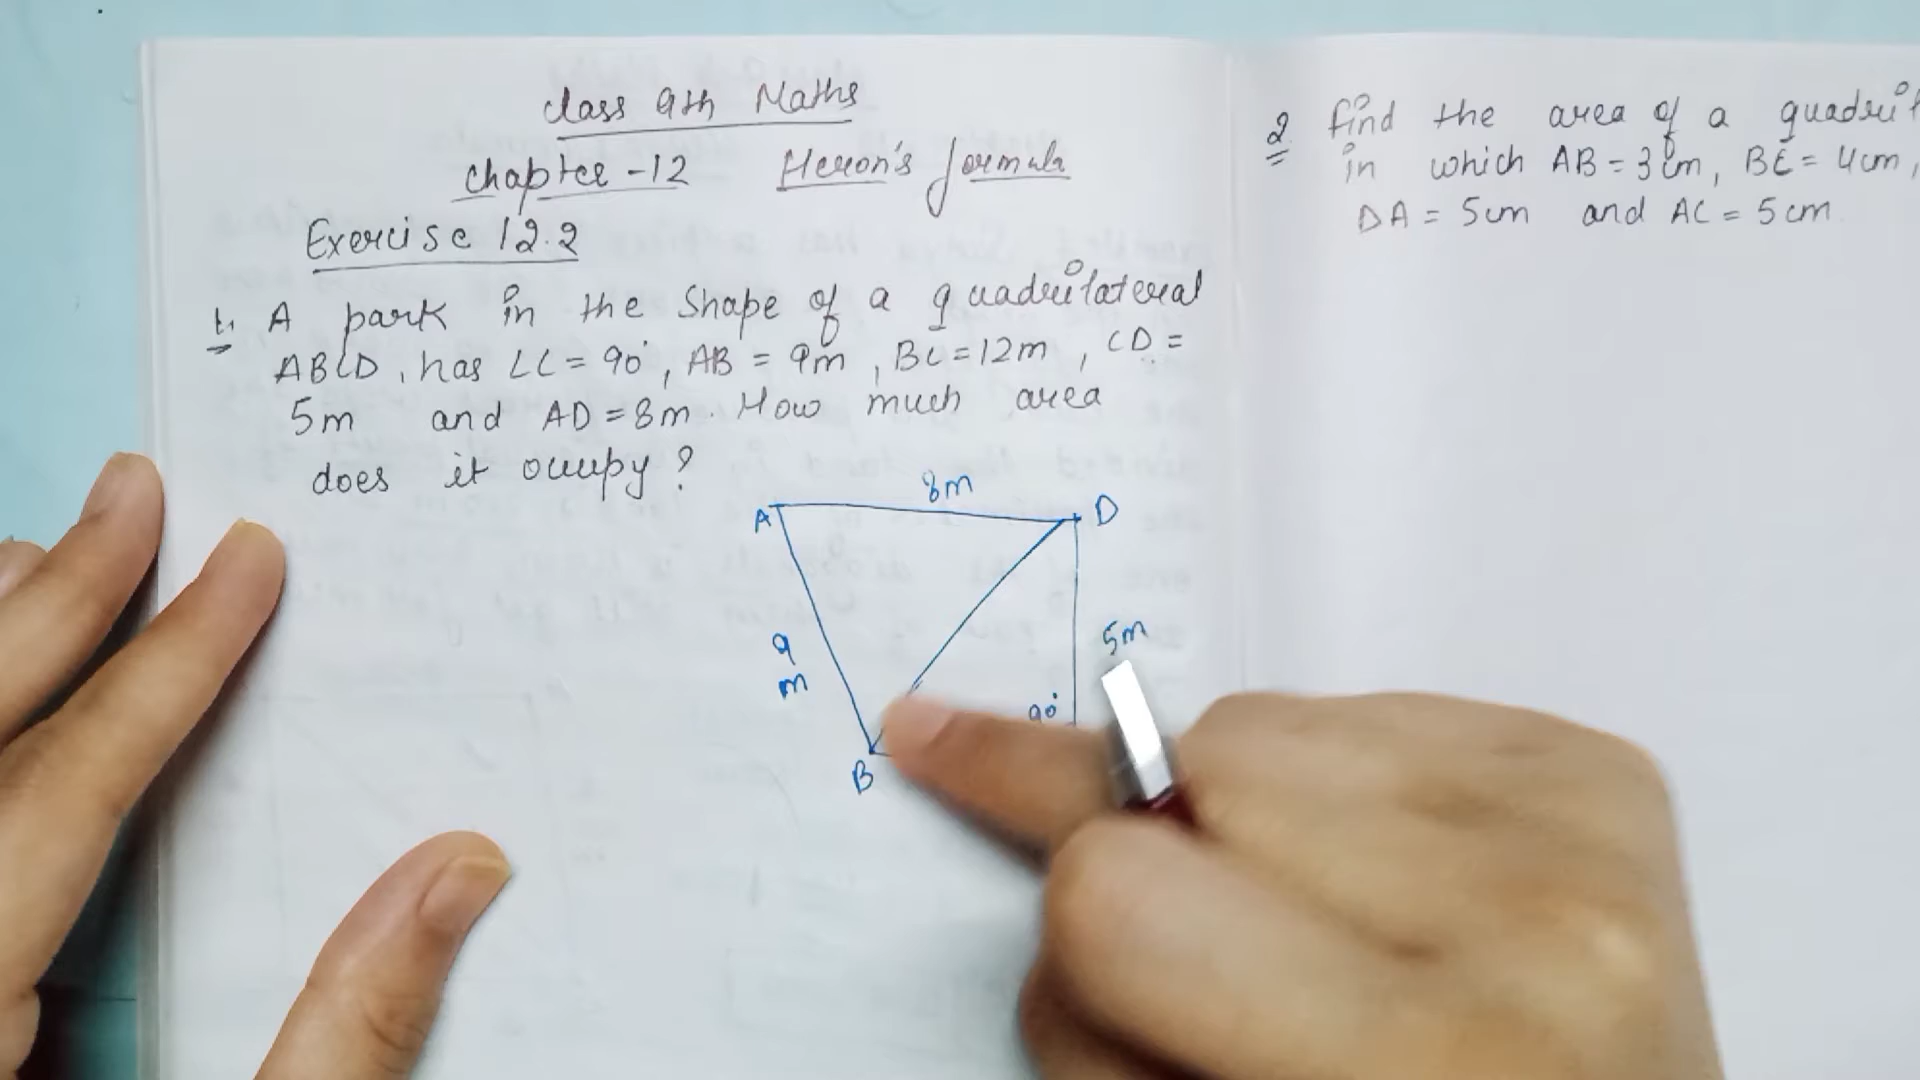 Class 9th Maths
Chapter-12 Heron's formula
Exercise 12.2
1. A park in the shape of a quadrilateral
ABCD, has ∠C = 90°, AB = 9m, BC = 12m, CD =
5m and AD = 8m. How much area
does it occupy?
8m
A D
9
m
5m
90°
B
2. find the area of a
in which AB = 3cm, BC = 4cm,
DA = 5cm and AC = 5cm